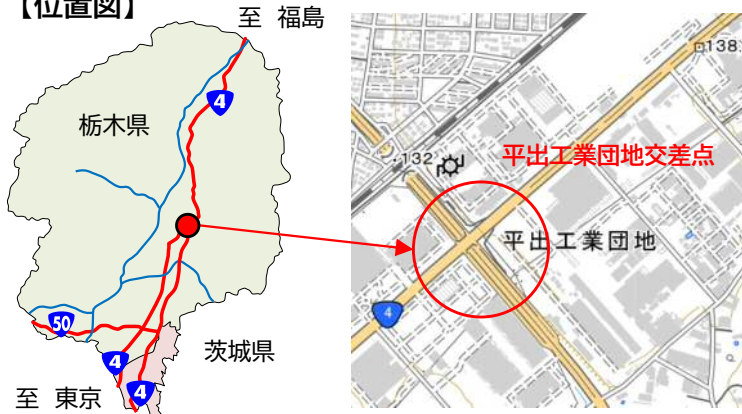 【位置図】
至 福島
4
栃木県
50
茨城県
4
4
至 東京
138
132
平出工業団地交差点
平出工業団地
4